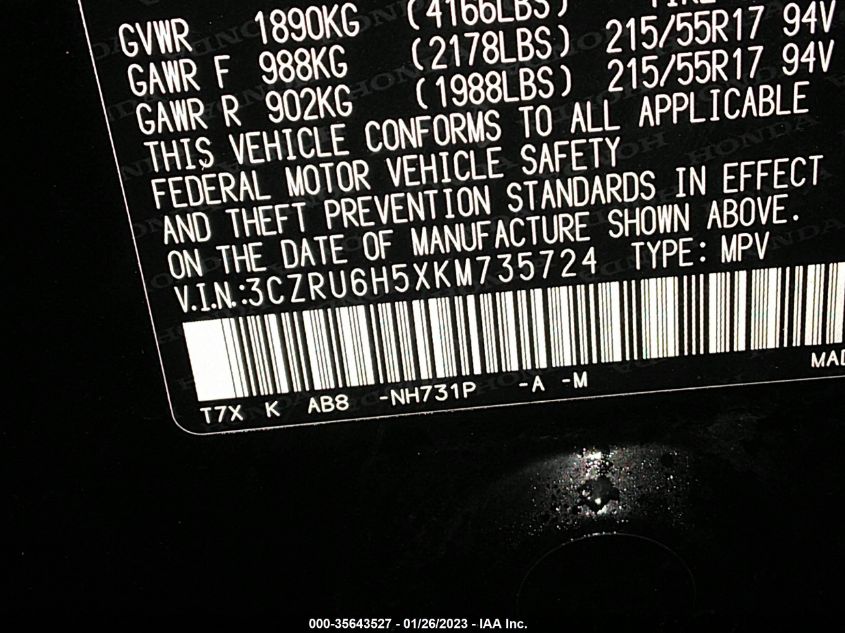 GVWR 1890KG (4166LBS)
GAWR F 988KG (2178LBS) 215/55R17 94V
GAWR R 902KG (1988LBS) 215/55R17 94V
THIS VEHICLE CONFORMS TO ALL APPLICABLE
FEDERAL MOTOR VEHICLE SAFETY
AND THEFT PREVENTION STANDARDS IN EFFECT
ON THE DATE OF MANUFACTURE SHOWN ABOVE.
V.I.N.:3CZRU6H5XKM735724 TYPE: MPV
T7X K AB8 -NH731P -A -M
000-35643527 - 01/26/2023 - IAA Inc.